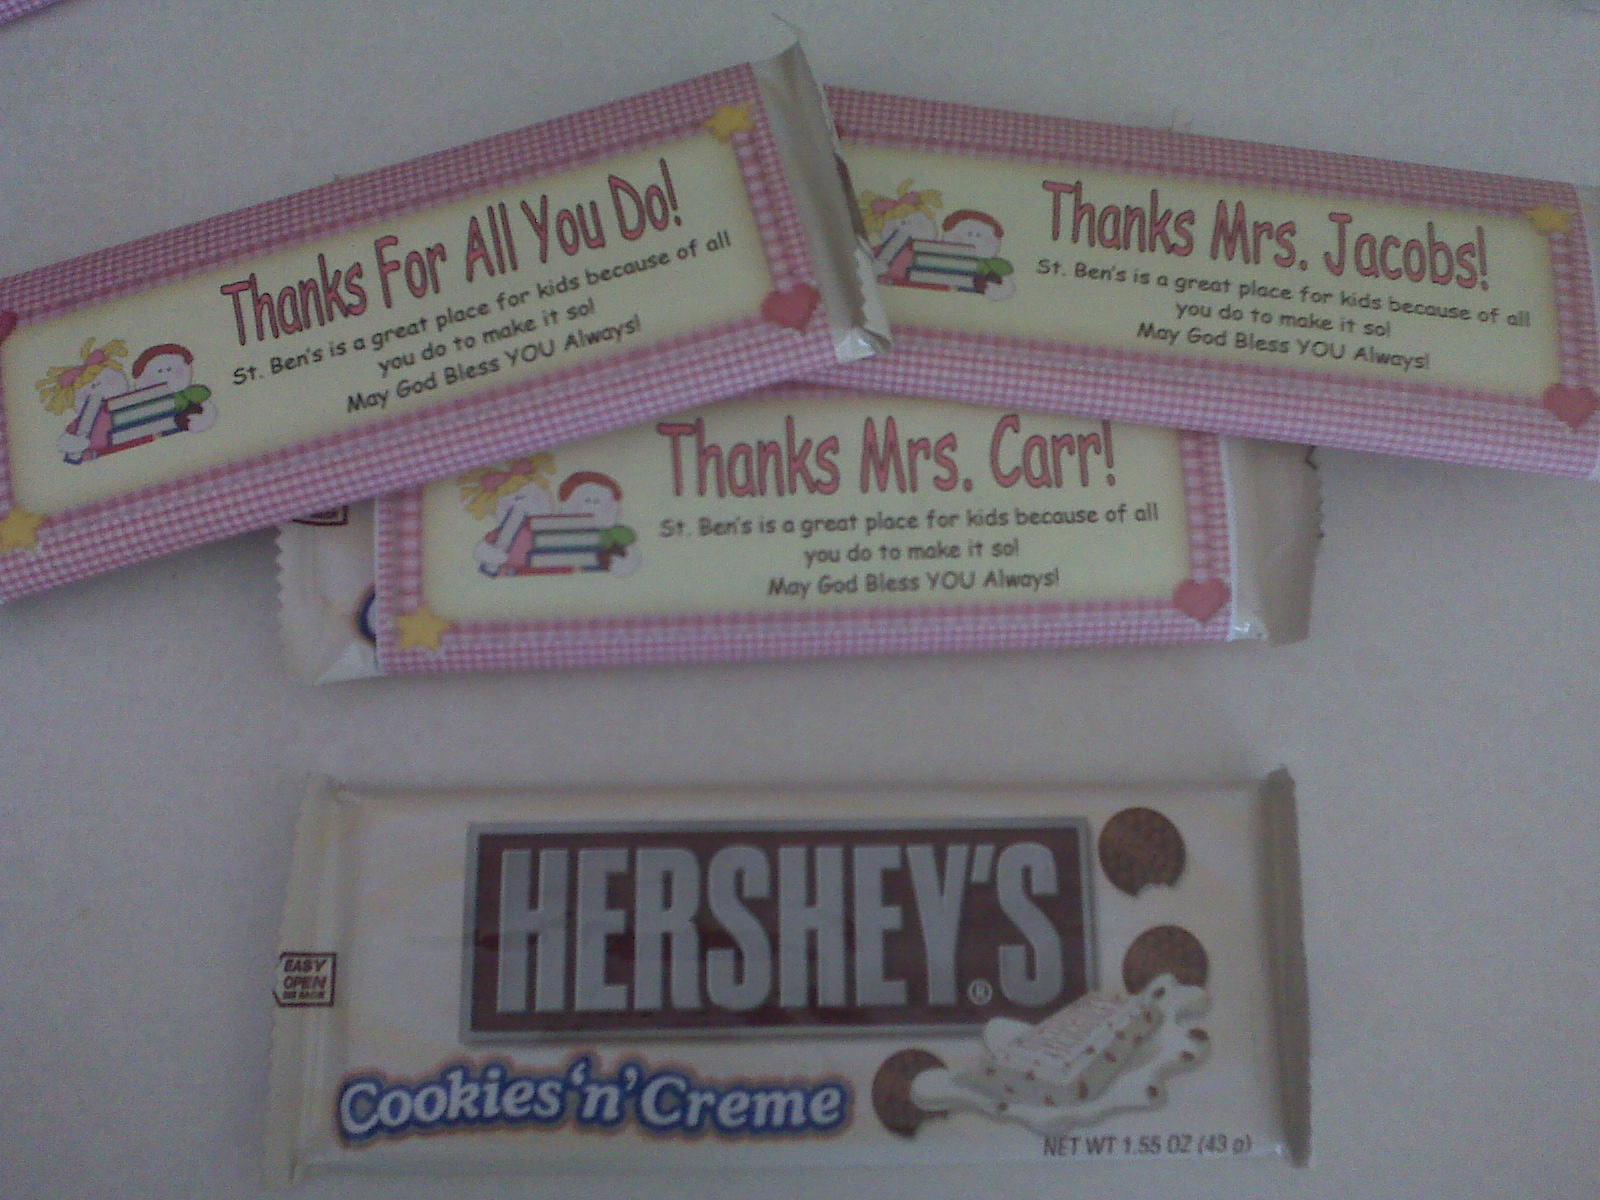 Thanks For All You Do!
St. Ben's is a great place for kids because of all
you do to make it so!
May God Bless YOU Always!
Thanks Mrs. Jacobs!
St. Ben's is a great place for kids because of all
you do to make it so!
May God Bless YOU Always!
Thanks Mrs. Carr!
St. Ben's is a great place for kids because of all
you do to make it so!
May God Bless YOU Always!
HERSHEY'S®
EASY
OPEN
Cookies 'n' Creme
NET WT 1.55 OZ (43 g)